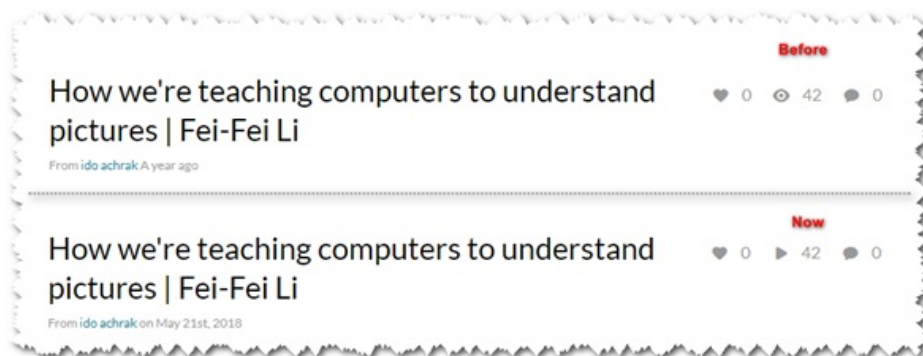 Before
How we're teaching computers to understand
pictures | Fei-Fei Li
0 42 0
From ido achrak A year ago
Now
How we're teaching computers to understand
pictures | Fei-Fei Li
0 42 0
From ido achrak on May 21st, 2018